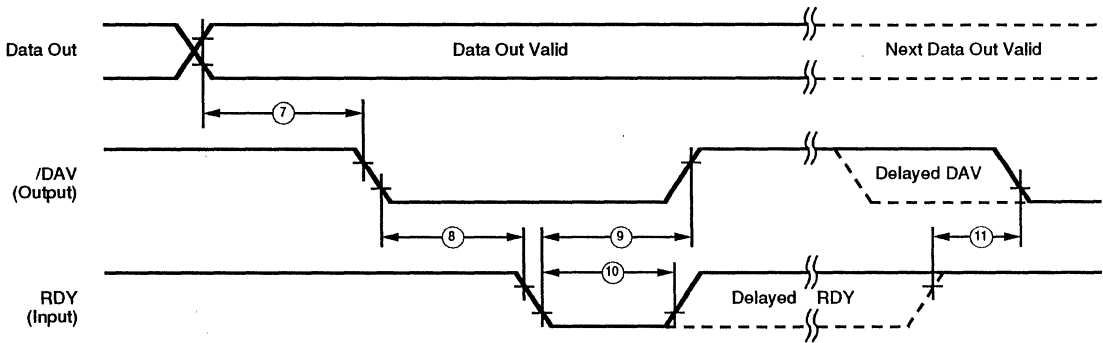 Data Out
Data Out Valid
Next Data Out Valid
7
/DAV
(Output)
Delayed DAV
8
9
11
10
RDY
(Input)
Delayed RDY